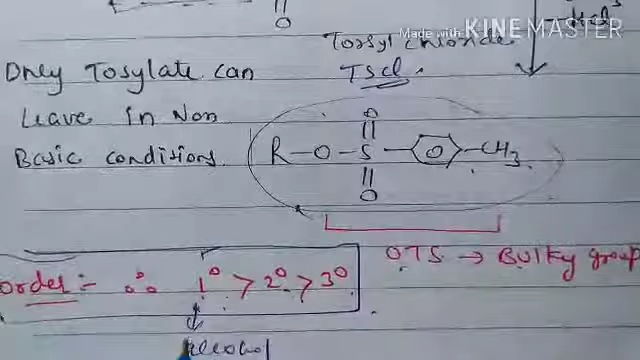 Made with KINEMASTER
O
Tossyl chloride
Only Tosylate can
TSCl.
Leave in Non
Basic conditions.
O
R-O-S-O-CH3
O
OTS → Bulky group
order:- ∴ 1° > 2° > 3°
alcohol